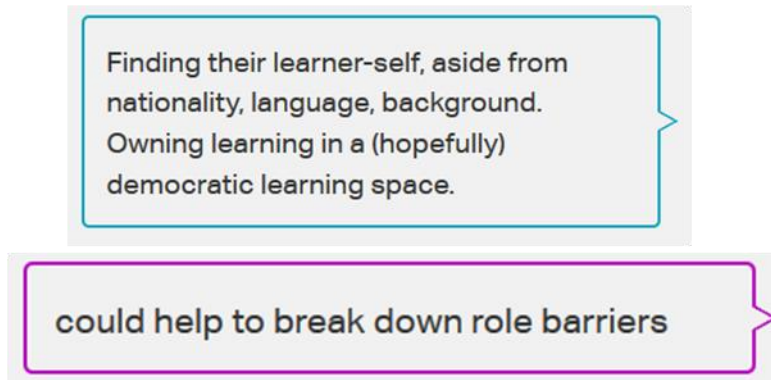 Finding their learner-self, aside from
nationality, language, background.
Owning learning in a (hopefully)
democratic learning space.
could help to break down role barriers